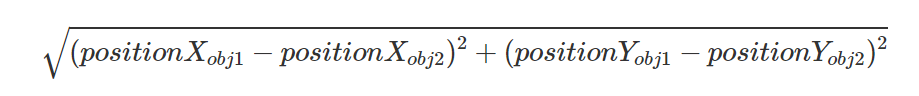 √((positionX_obj1 − positionX_obj2)² + (positionY_obj1 − positionY_obj2)²)